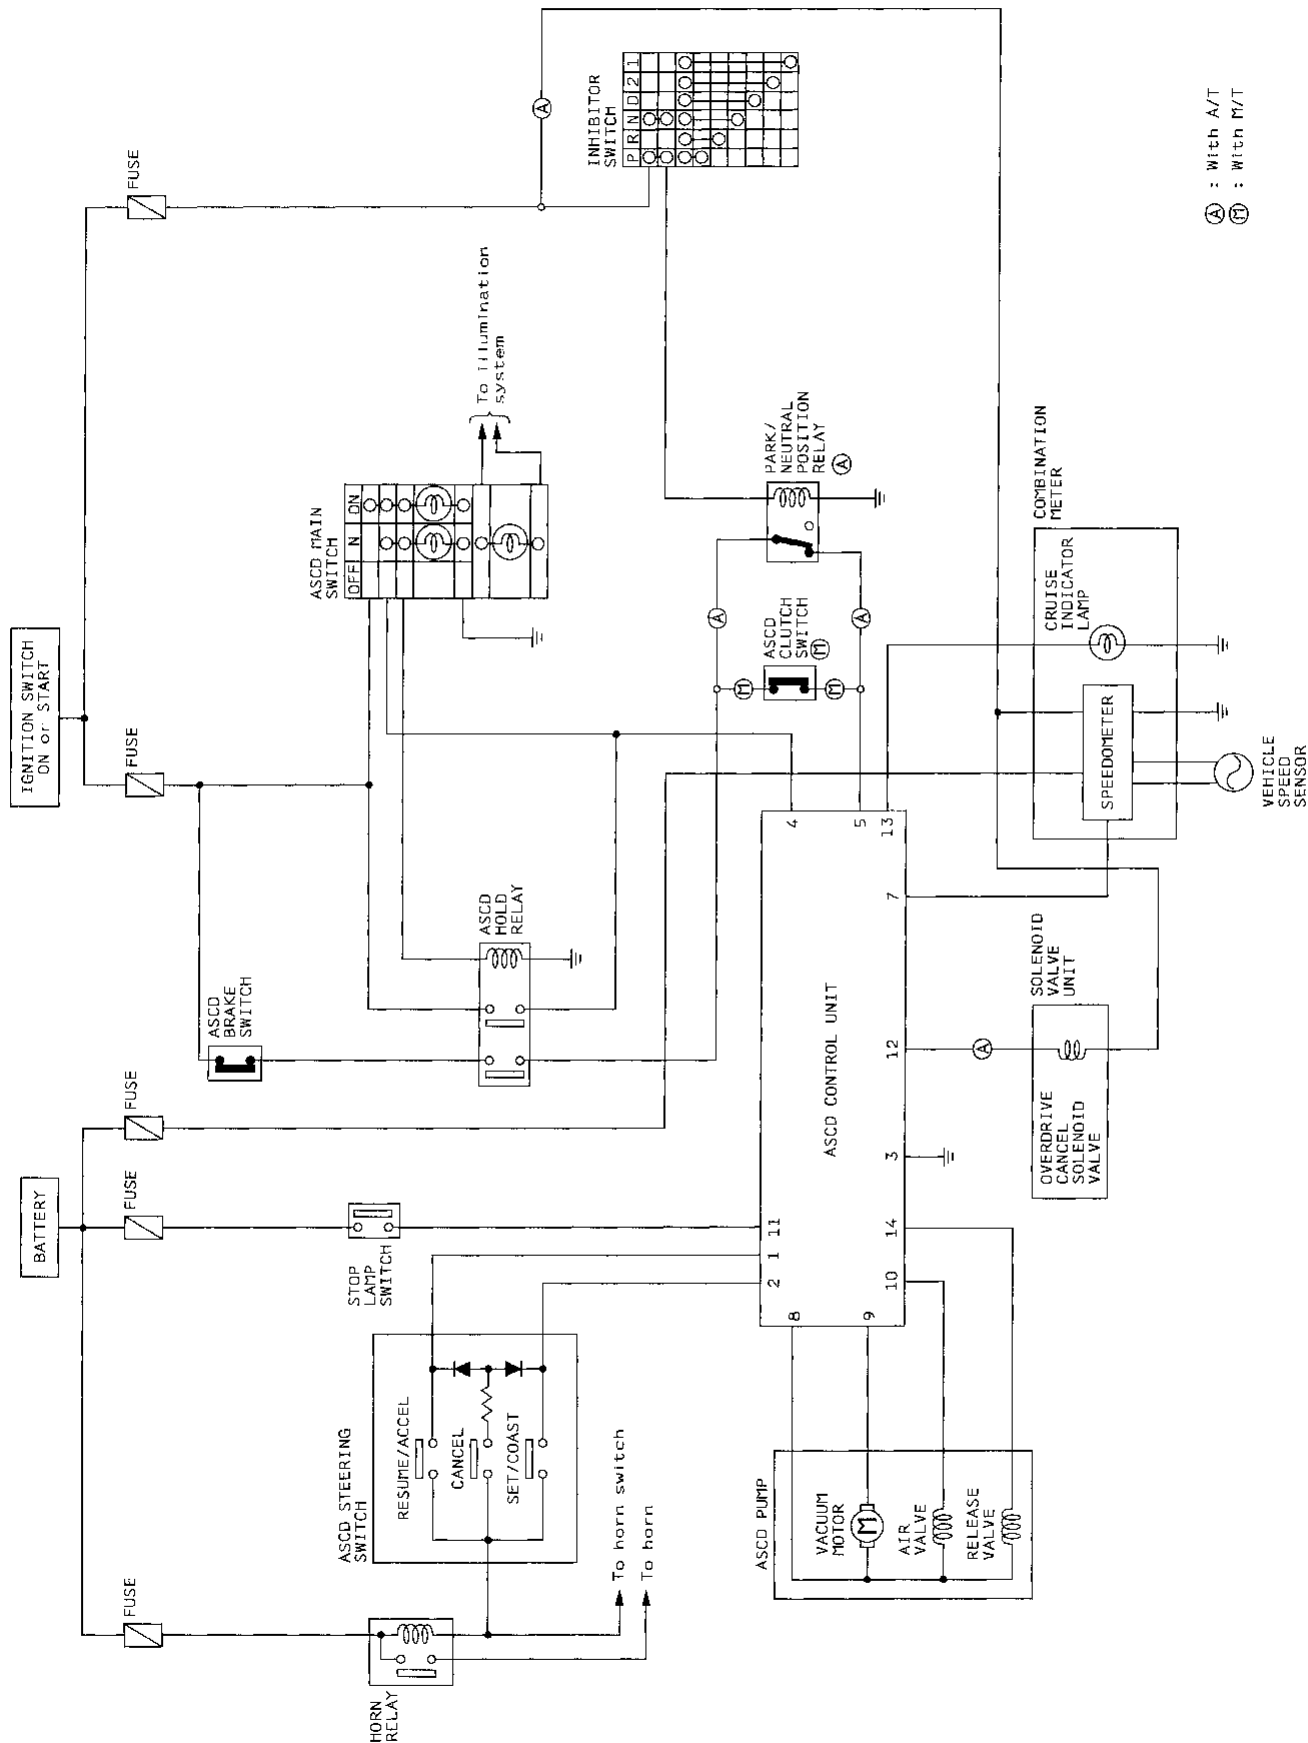 BATTERY
IGNITION SWITCH
ON or START
FUSE
FUSE
FUSE
FUSE
FUSE
HORN
RELAY
ASCD STEERING
SWITCH
RESUME/ACCEL
CANCEL
SET/COAST
To horn switch
To horn
STOP
LAMP
SWITCH
ASCD
BRAKE
SWITCH
ASCD
HOLD
RELAY
ASCD MAIN
SWITCH
OFF N ON
To illumination
system
INHIBITOR
SWITCH
P R N D 2 1
A
ASCD
CLUTCH
SWITCH
M
M
M
A
A
PARK/
NEUTRAL
POSITION
RELAY
A
ASCD CONTROL UNIT
2 1 11 4
8 5
9 13
10 14 3 12 7
ASCD PUMP
VACUUM
MOTOR
M
AIR
VALVE
RELEASE
VALVE
A
OVERDRIVE
CANCEL
SOLENOID
VALVE
SOLENOID
VALVE
UNIT
COMBINATION
METER
CRUISE
INDICATOR
LAMP
SPEEDOMETER
VEHICLE
SPEED
SENSOR
A : With A/T
M : With M/T